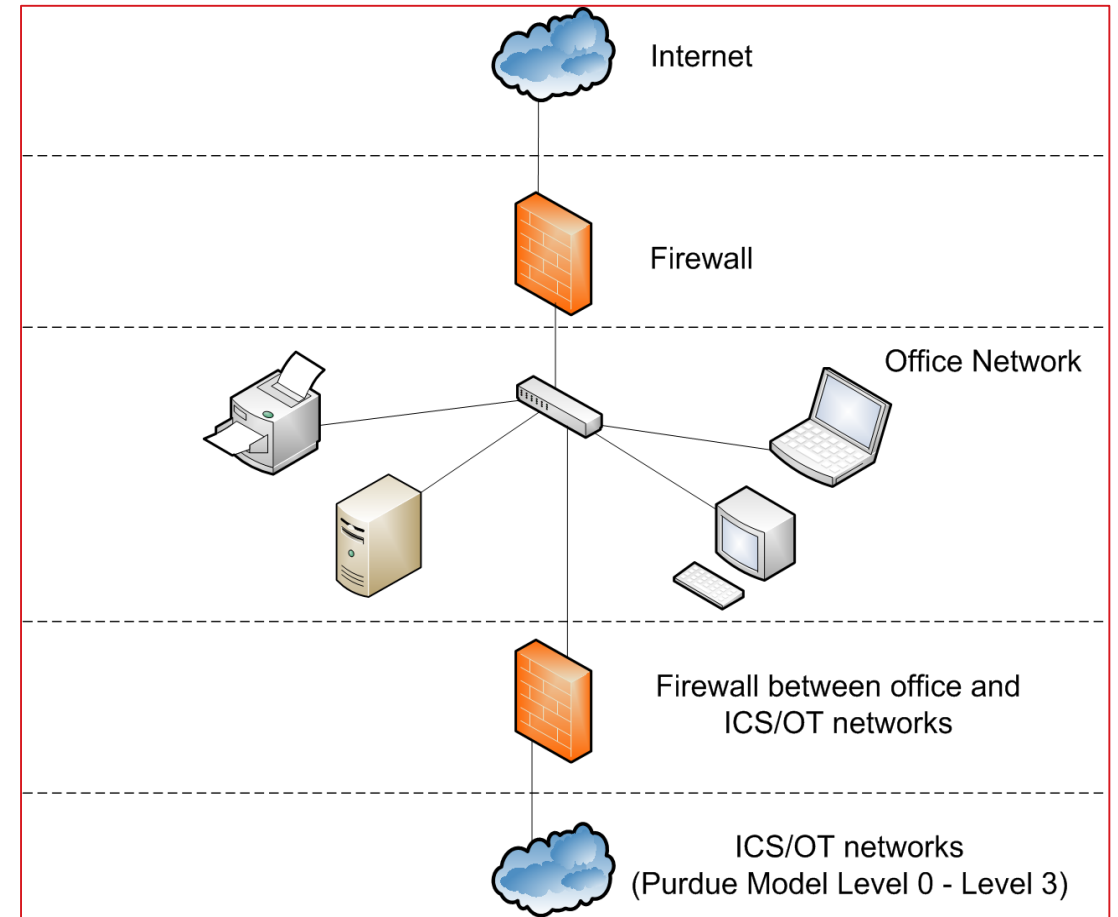 Internet
Firewall
Office Network
Firewall between office and
ICS/OT networks
ICS/OT networks
(Purdue Model Level 0 - Level 3)